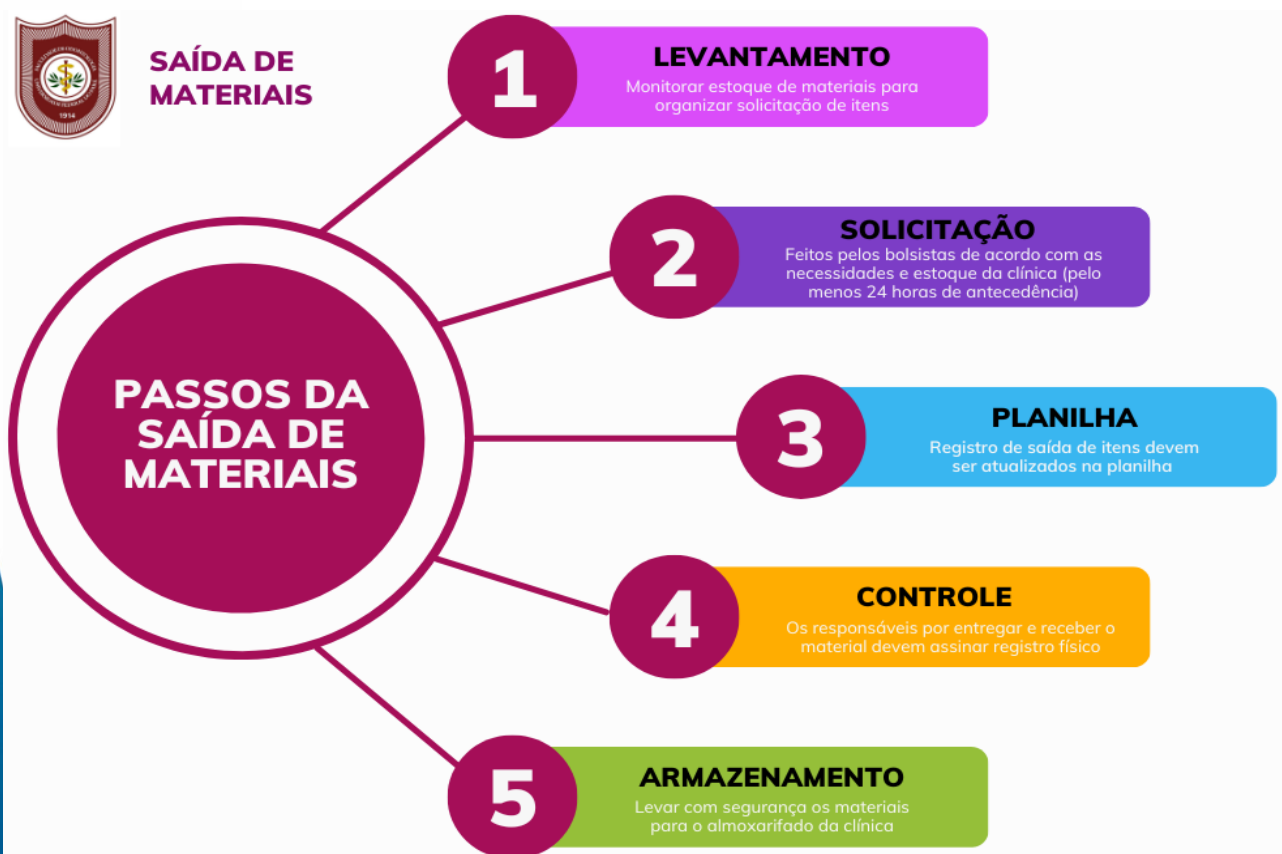 SAÍDA DE
MATERIAIS
1
LEVANTAMENTO
Monitorar estoque de materiais para
organizar solicitação de itens
2
SOLICITAÇÃO
Feitos pelos bolsistas de acordo com as
necessidades e estoque da clínica (pelo
menos 24 horas de antecedência)
PASSOS DA
SAÍDA DE
MATERIAIS
3
PLANILHA
Registro de saída de itens devem
ser atualizados na planilha
4
CONTROLE
Os responsáveis por entregar e receber o
material devem assinar registro físico
5
ARMAZENAMENTO
Levar com segurança os materiais
para o almoxarifado da clínica
1914